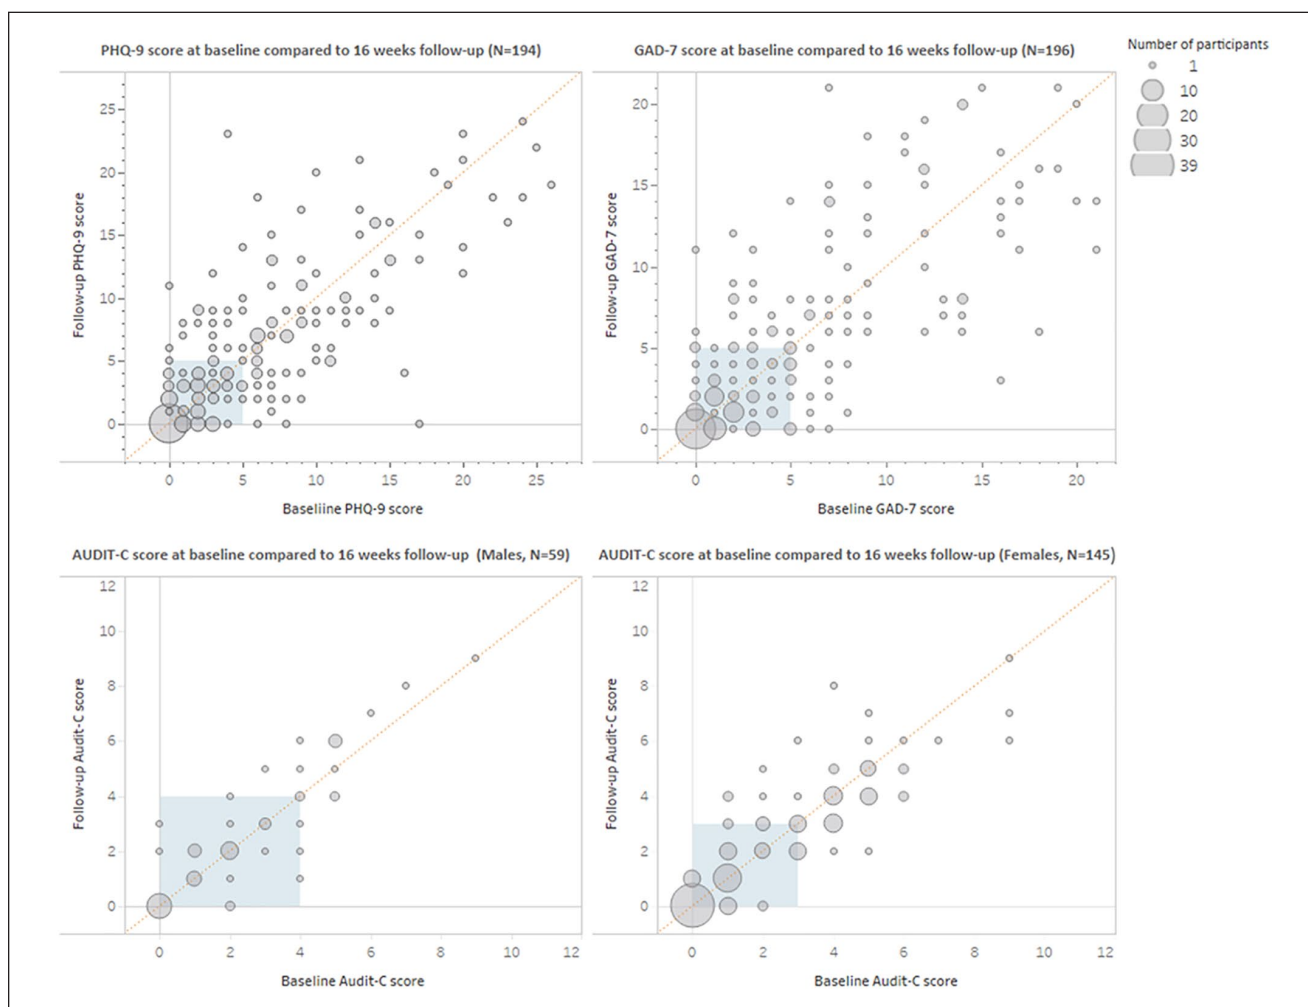 PHQ-9 score at baseline compared to 16 weeks follow-up (N=194)
25
20
15
10
5
0
Follow-up PHQ-9 score
0 5 10 15 20 25
Baseliine PHQ-9 score
GAD-7 score at baseline compared to 16 weeks follow-up (N=196)
20
15
10
5
0
Follow-up GAD-7 score
0 5 10 15 20
Baseline GAD-7 score
Number of participants
1
10
20
30
39
AUDIT-C score at baseline compared to 16 weeks follow-up (Males, N=59)
12
10
8
6
4
2
0
Follow-up Audit-C score
0 2 4 6 8 10 12
Baseline Audit-C score
AUDIT-C score at baseline compared to 16 weeks follow-up (Females, N=145)
12
10
8
6
4
2
0
Follow-up Audit-C score
0 2 4 6 8 10 12
Baseline Audit-C score